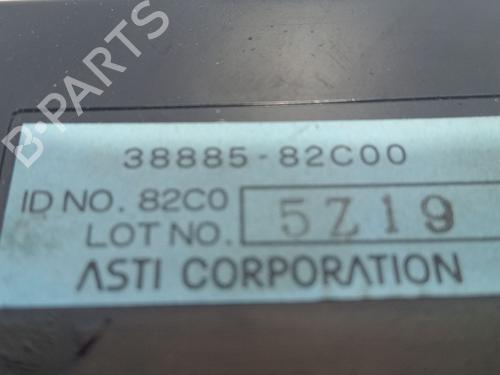 B-PARTS
38885-82C00
ID NO. 82C0
LOT NO. 5Z19
ASTI CORPORATION